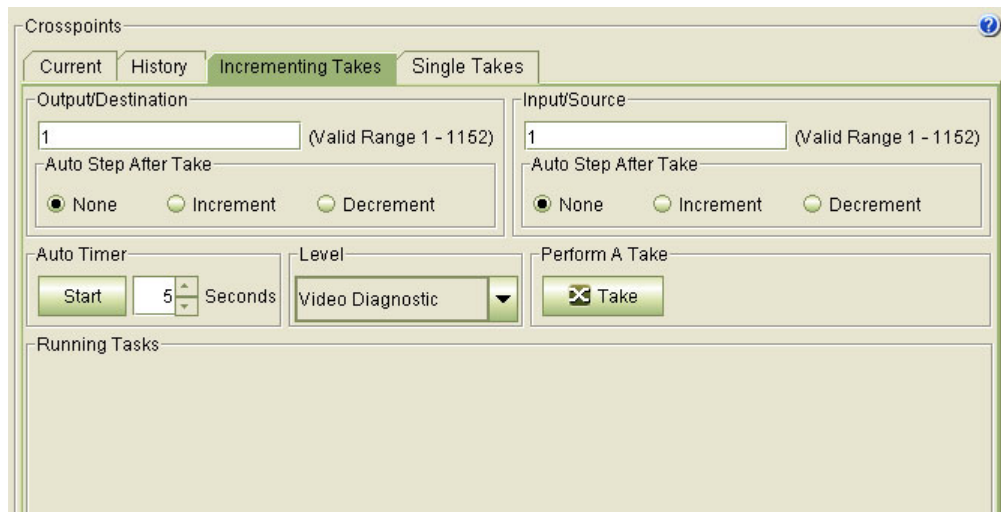 Crosspoints
?
Current History Incrementing Takes Single Takes
Output/Destination
1 (Valid Range 1 - 1152)
Auto Step After Take
None Increment Decrement
Input/Source
1 (Valid Range 1 - 1152)
Auto Step After Take
None Increment Decrement
Auto Timer
Start 5 Seconds
Level
Video Diagnostic
Perform A Take
Take
Running Tasks